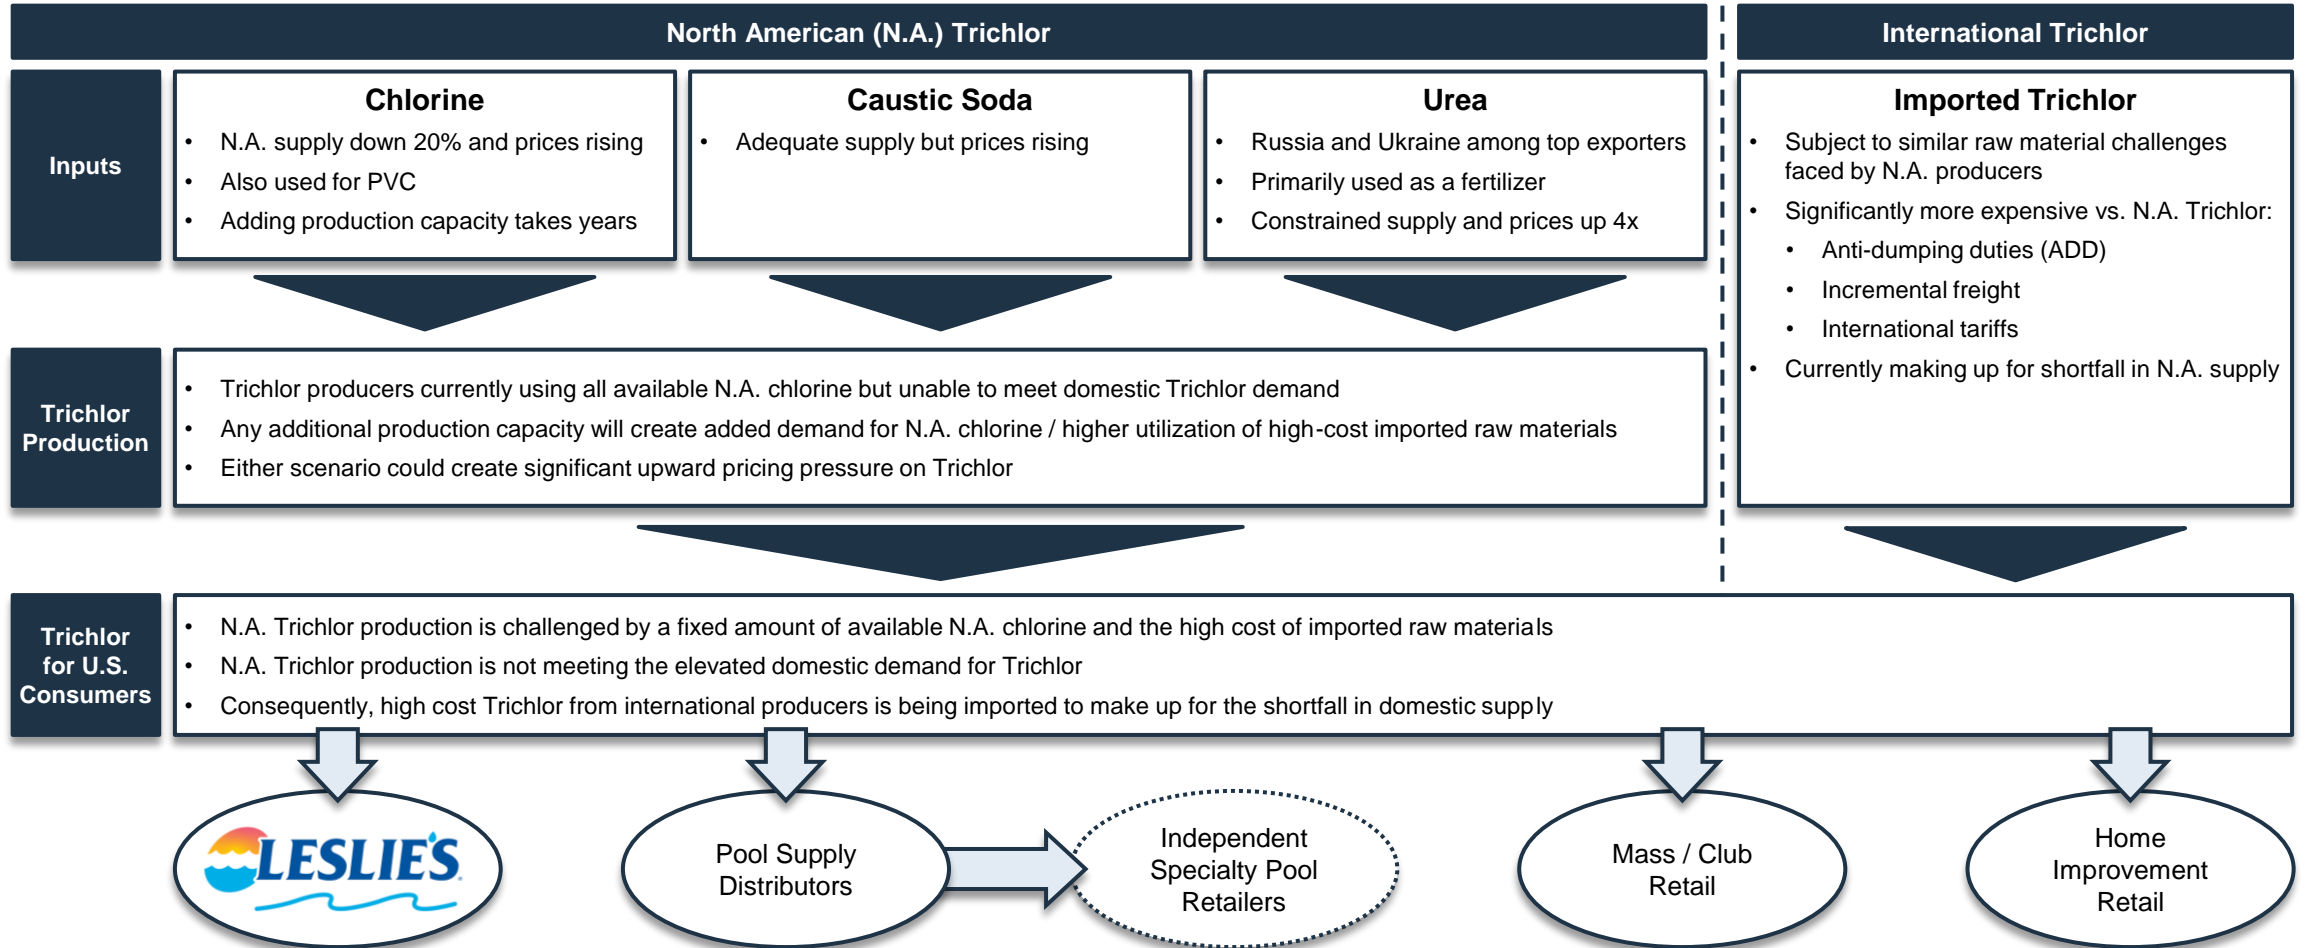 North American (N.A.) Trichlor
International Trichlor
Inputs
Chlorine
• N.A. supply down 20% and prices rising
• Also used for PVC
• Adding production capacity takes years
Caustic Soda
• Adequate supply but prices rising
Urea
• Russia and Ukraine among top exporters
• Primarily used as a fertilizer
• Constrained supply and prices up 4x
Imported Trichlor
• Subject to similar raw material challenges
faced by N.A. producers
• Significantly more expensive vs. N.A. Trichlor:
• Anti-dumping duties (ADD)
• Incremental freight
• International tariffs
• Currently making up for shortfall in N.A. supply
Trichlor
Production
• Trichlor producers currently using all available N.A. chlorine but unable to meet domestic Trichlor demand
• Any additional production capacity will create added demand for N.A. chlorine / higher utilization of high-cost imported raw materials
• Either scenario could create significant upward pricing pressure on Trichlor
Trichlor
for U.S.
Consumers
• N.A. Trichlor production is challenged by a fixed amount of available N.A. chlorine and the high cost of imported raw materials
• N.A. Trichlor production is not meeting the elevated domestic demand for Trichlor
• Consequently, high cost Trichlor from international producers is being imported to make up for the shortfall in domestic supply
LESLIE'S
Pool Supply
Distributors
Independent
Specialty Pool
Retailers
Mass / Club
Retail
Home
Improvement
Retail